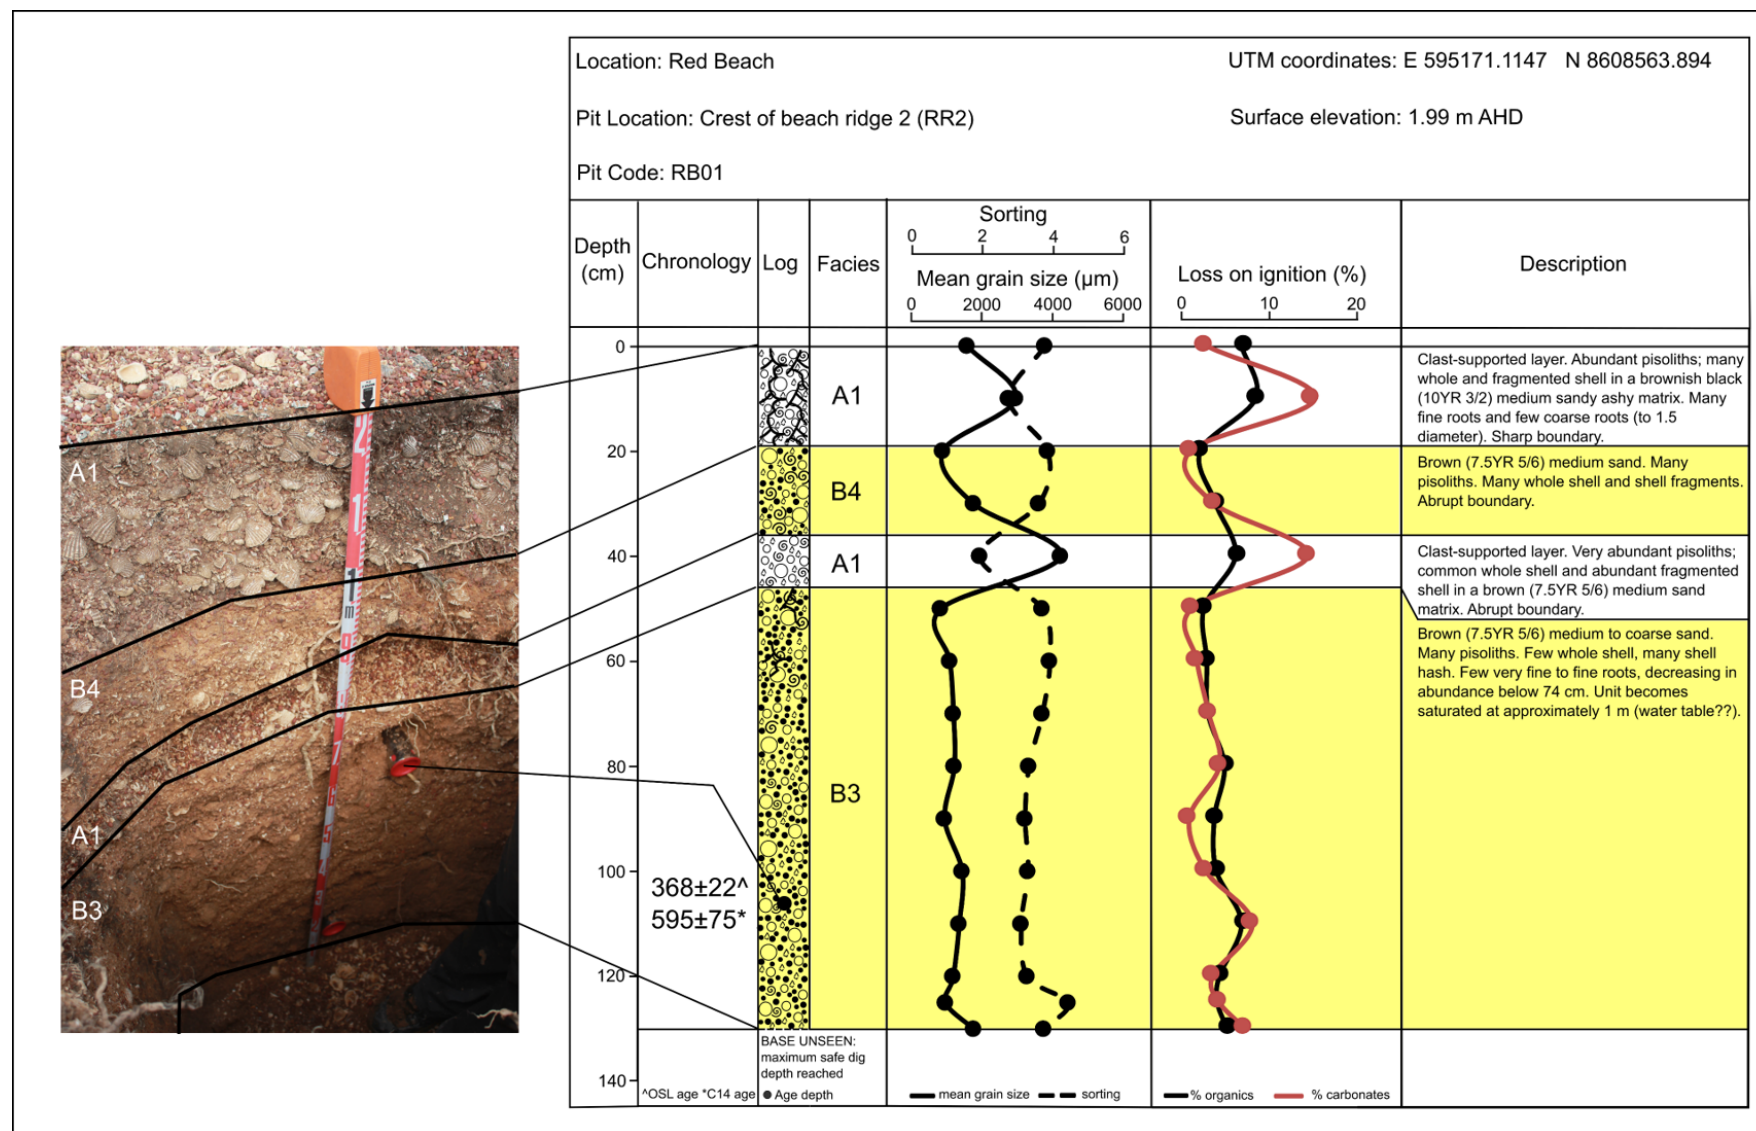 Location: Red Beach
UTM coordinates: E 595171.1147 N 8608563.894
Pit Location: Crest of beach ridge 2 (RR2)
Surface elevation: 1.99 m AHD
Pit Code: RB01
Depth
(cm)
Chronology
Log
Facies
Sorting
0 2 4 6
Mean grain size (µm)
0 2000 4000 6000
Loss on ignition (%)
0 10 20
Description
0
20
40
60
80
100
120
140
A1
B4
A1
B3
A1
B4
A1
B3
368±22^
595±75*
Clast-supported layer. Abundant pisoliths; many
whole and fragmented shell in a brownish black
(10YR 3/2) medium sandy ashy matrix. Many
fine roots and few coarse roots (to 1.5
diameter). Sharp boundary.
Brown (7.5YR 5/6) medium sand. Many
pisoliths. Many whole shell and shell fragments.
Abrupt boundary.
Clast-supported layer. Very abundant pisoliths;
common whole shell and abundant fragmented
shell in a brown (7.5YR 5/6) medium sand
matrix. Abrupt boundary.
Brown (7.5YR 5/6) medium to coarse sand.
Many pisoliths. Few whole shell, many shell
hash. Few very fine to fine roots, decreasing in
abundance below 74 cm. Unit becomes
saturated at approximately 1 m (water table??).
BASE UNSEEN:
maximum safe dig
depth reached
^OSL age *C14 age
Age depth
mean grain size
sorting
% organics
% carbonates